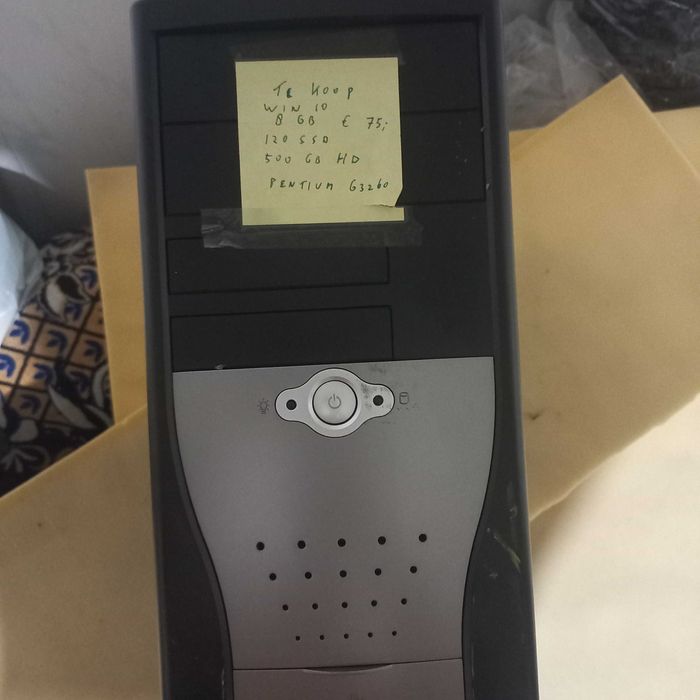 Te koop
WIN 10
8 GB € 75,-
120 SSD
500 GB HD
PENTIUM G3260